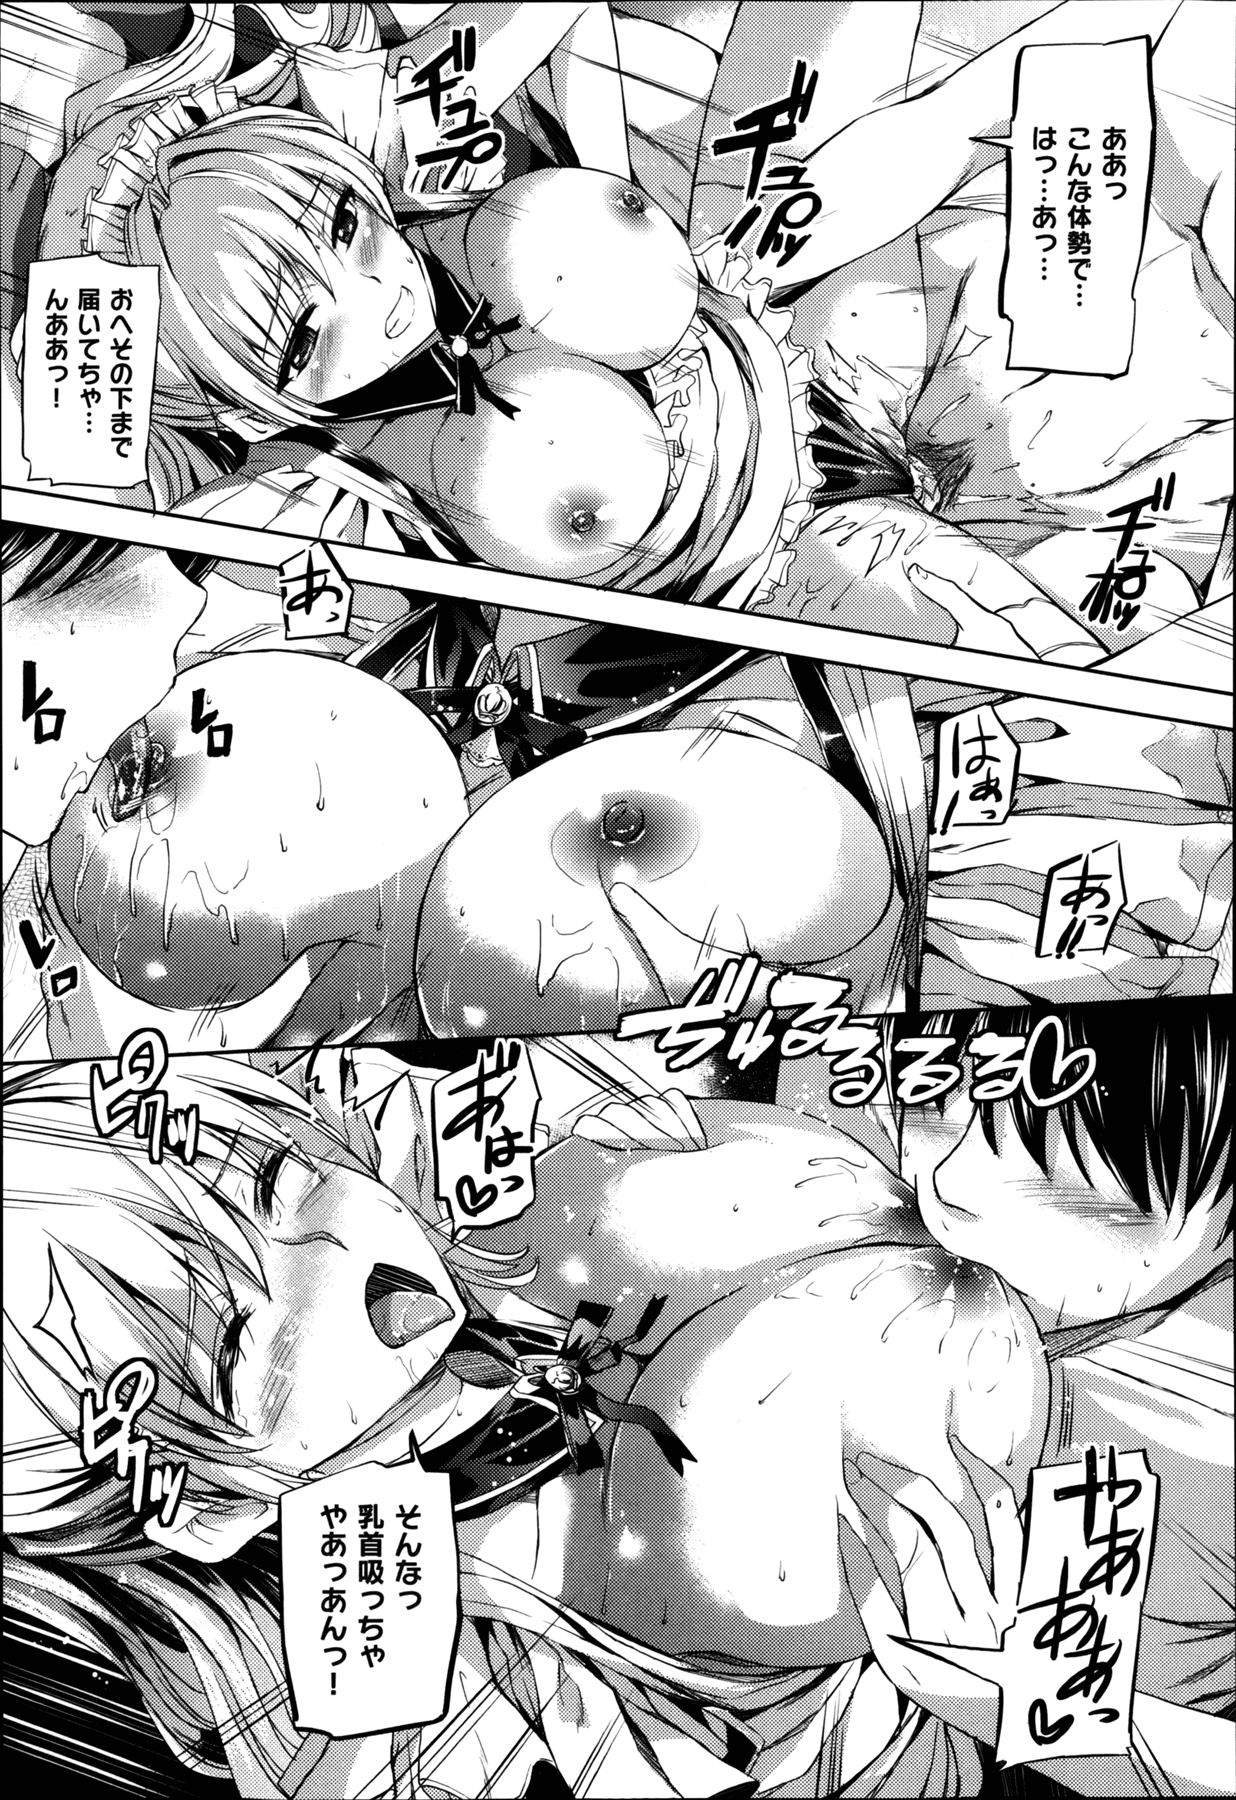 ああっ
こんな体勢で…
はっ…あっ…
ギュプッ
ギュプ
おへその下まで
届いてちゃ…
んああっ！
ギュポッ
はぁっ！
あっ！！
あっ
レロ
レロ
レロ
ぢゅるるるる♡
あはっ♡
ピクッ
ピクッ
そんなっ
乳首吸っちゃ
やあっあんっ！
やああああっ♡